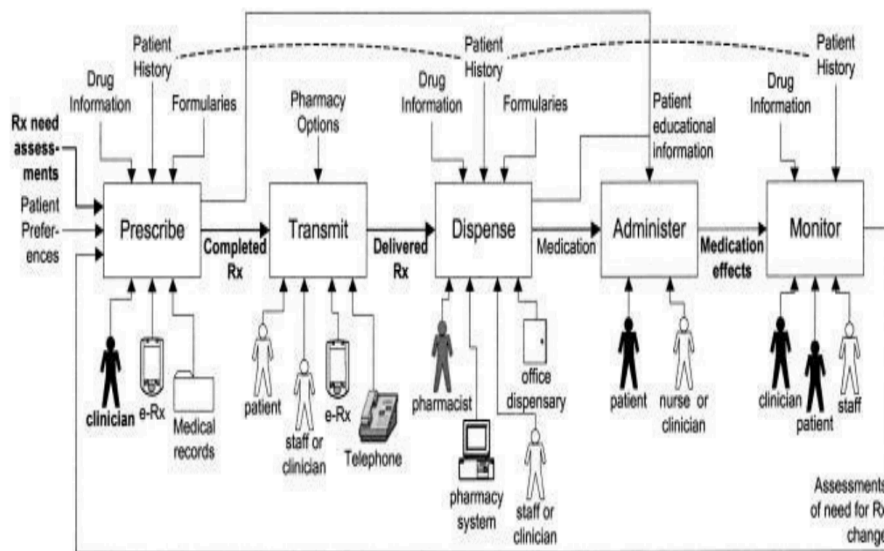 Patient
History
Patient
History
Patient
History
Drug
Information
Formularies
Pharmacy
Options
Drug
Information
Formularies
Patient
educational
information
Drug
Information
Rx need
assess-
ments
Patient
Prefer-
ences
Prescribe
Completed
Rx
Transmit
Delivered
Rx
Dispense
Medication
Administer
Medication
effects
Monitor
clinician
e-Rx
Medical
records
patient
staff or
clinician
e-Rx
Telephone
pharmacist
pharmacy
system
office
dispensary
staff or
clinician
patient
nurse or
clinician
clinician
patient
staff
Assessments
of need for Rx
change